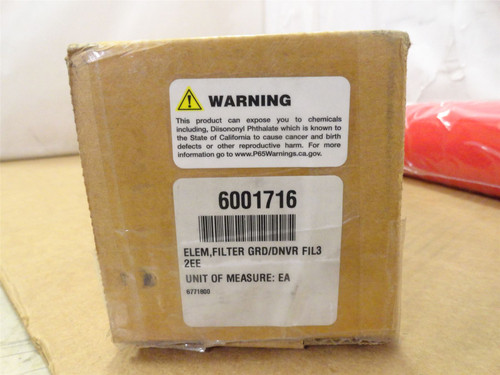 WARNING
This product can expose you to chemicals
including, Diisononyl Phthalate which is known to
the State of California to cause cancer and birth
defects or other reproductive harm. For more
information go to www.P65Warnings.ca.gov.
6001716
ELEM,FILTER GRD/DNVR FIL3
2EE
UNIT OF MEASURE: EA
6771860